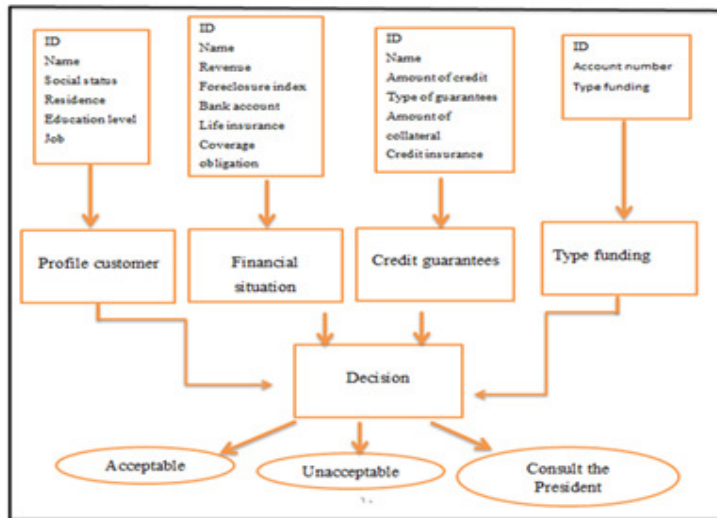 ID
Name
Social status
Residence
Education level
Job
ID
Name
Revenue
Foreclosure index
Bank account
Life insurance
Coverage
obligation
ID
Name
Amount of credit
Type of guarantees
Amount of
collateral
Credit insurance
ID
Account number
Type funding
Profile customer
Financial
situation
Credit guarantees
Type funding
Decision
Acceptable
Unacceptable
Consult the
President